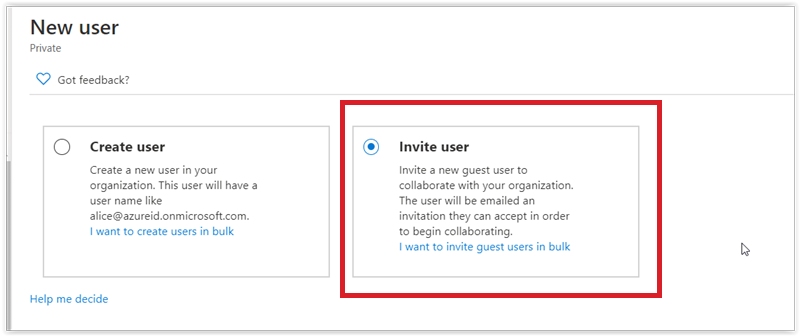 New user
Private
Got feedback?
Create user
Create a new user in your
organization. This user will have a
user name like
alice@azureid.onmicrosoft.com.
I want to create users in bulk
Invite user
Invite a new guest user to
collaborate with your organization.
The user will be emailed an
invitation they can accept in order
to begin collaborating.
I want to invite guest users in bulk
Help me decide